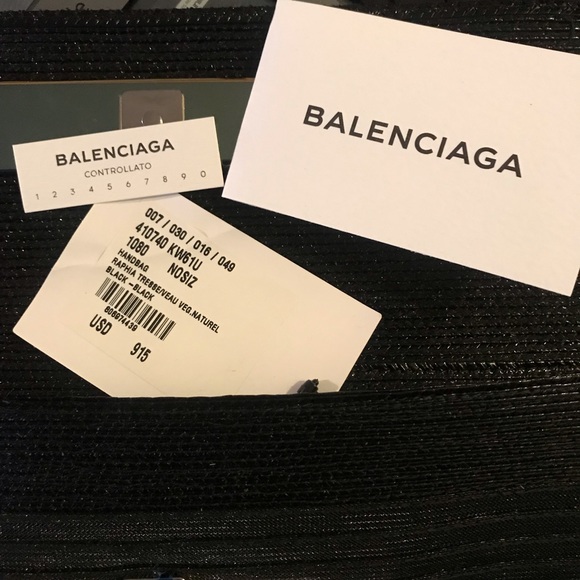 BALENCIAGA
BALENCIAGA
CONTROLLATO
1 2 3 4 5 6 7 8 9 0
007 / 030 / 016 / 049
410740 KW61U
1080 NOSIZ
HANDBAG
RAPHIA TRESSE/VEAU VEG.NATUREL
BLACK -BLACK
606974439
USD 915